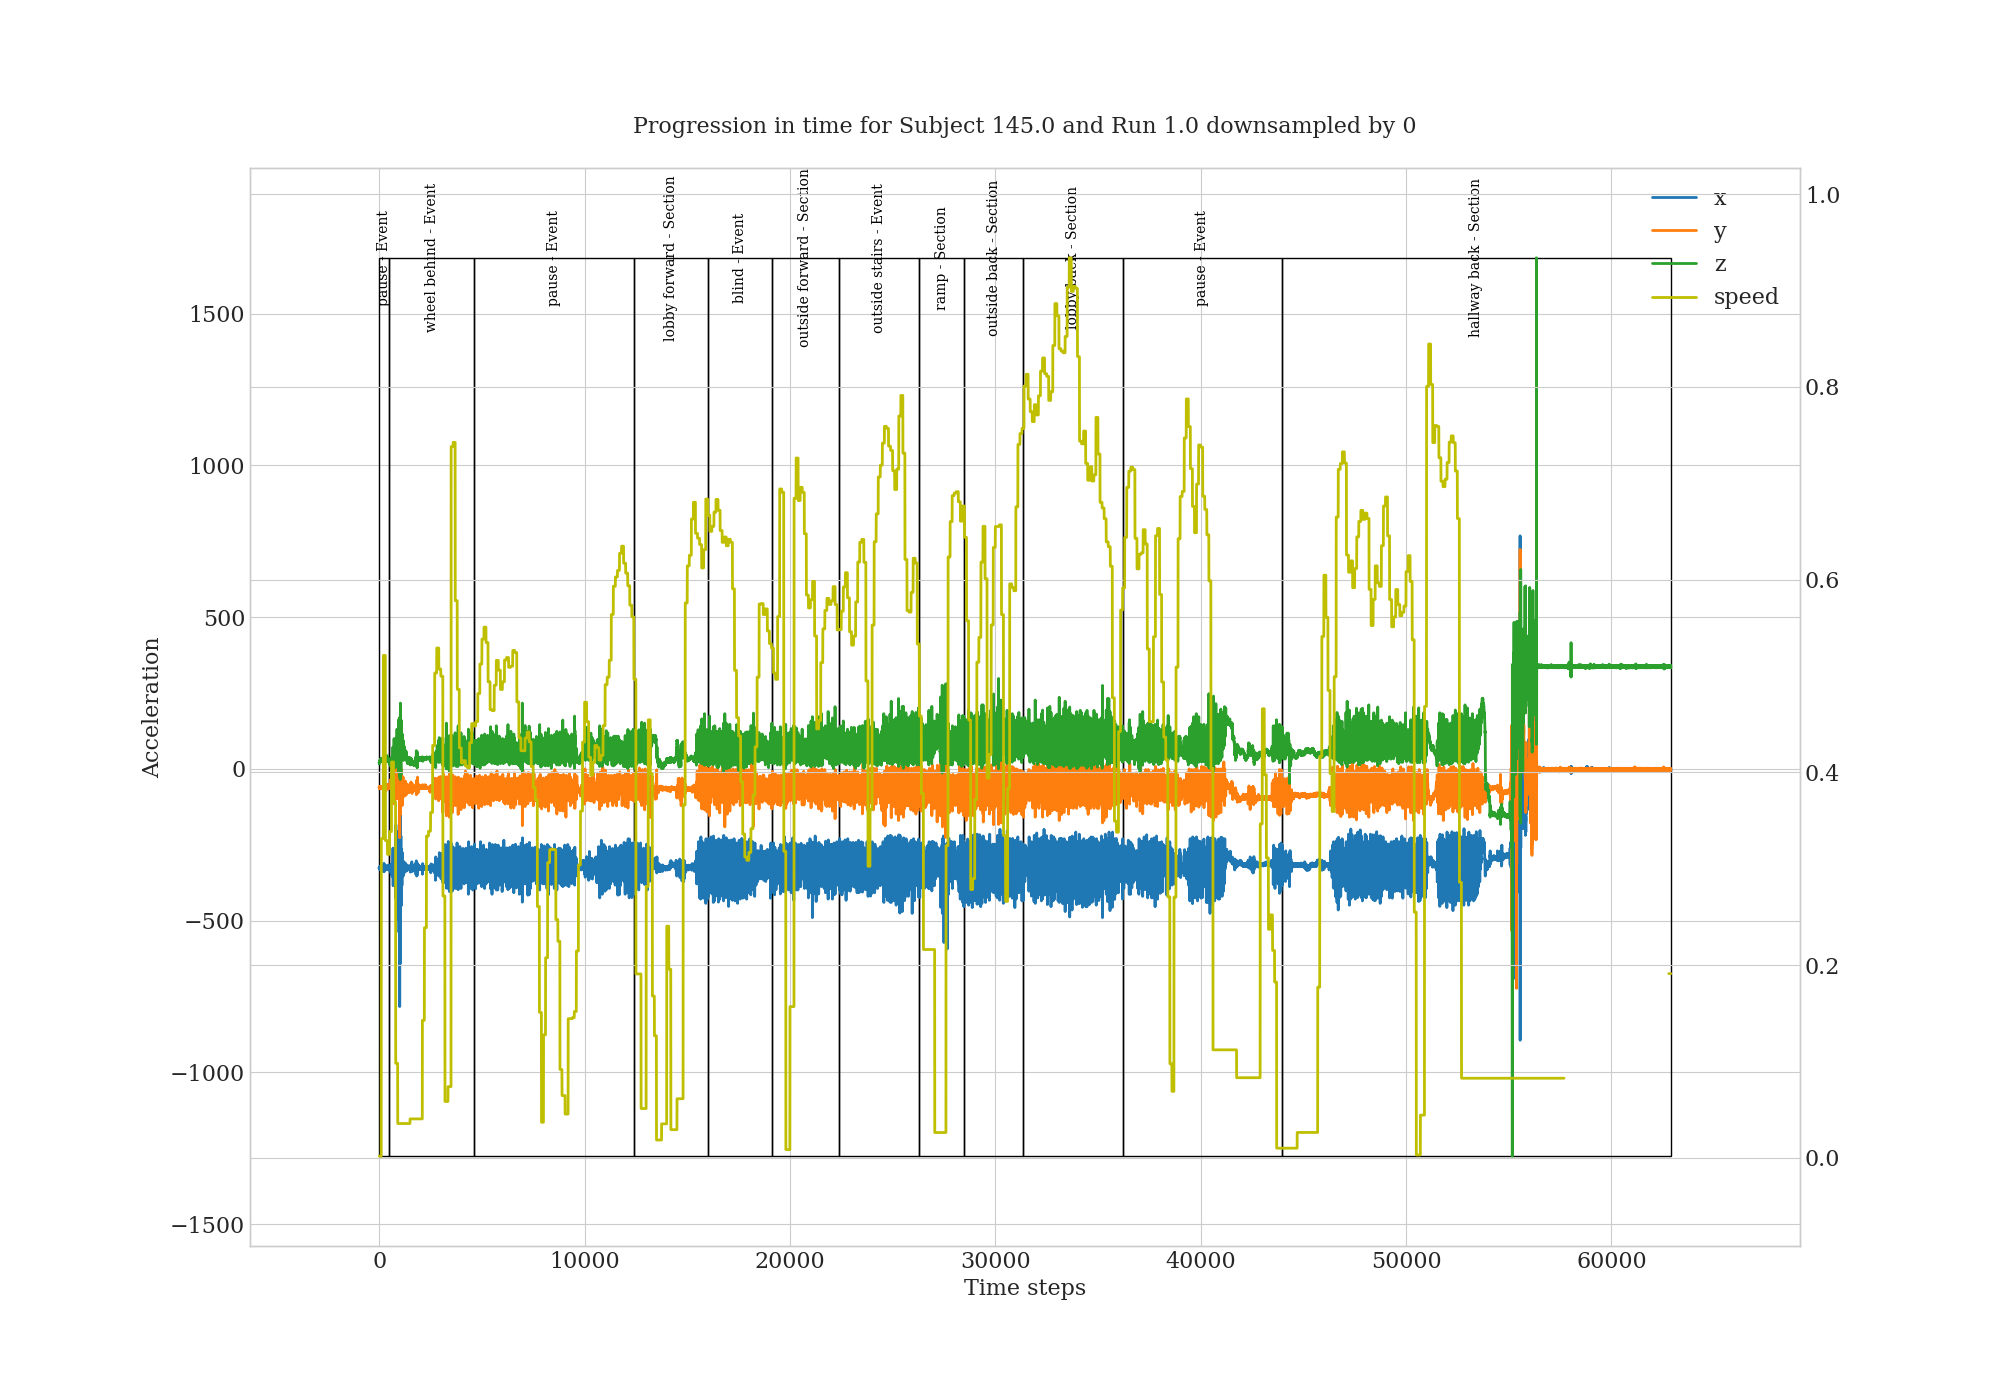 Progression in time for Subject 145.0 and Run 1.0 downsampled by 0
pause - Event
wheel behind - Event
pause - Event
lobby forward - Section
blind - Event
outside forward - Section
outside stairs - Event
ramp - Section
outside back - Section
lobby back - Section
pause - Event
hallway back - Section
x
y
z
speed
Acceleration
1500
1000
500
0
−500
−1000
−1500
1.0
0.8
0.6
0.4
0.2
0.0
0 10000 20000 30000 40000 50000 60000
Time steps